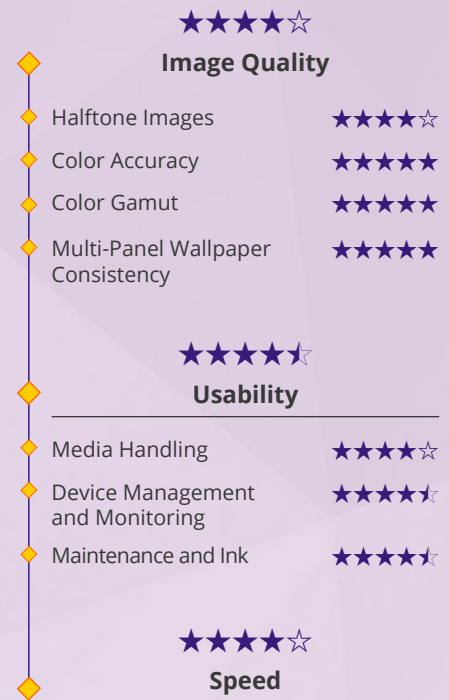 ★★★★☆
Image Quality
Halftone Images ★★★★☆
Color Accuracy ★★★★★
Color Gamut ★★★★★
Multi-Panel Wallpaper ★★★★★
Consistency
★★★★⯪
Usability
Media Handling ★★★★☆
Device Management ★★★★⯪
and Monitoring
Maintenance and Ink ★★★★⯪
★★★★☆
Speed